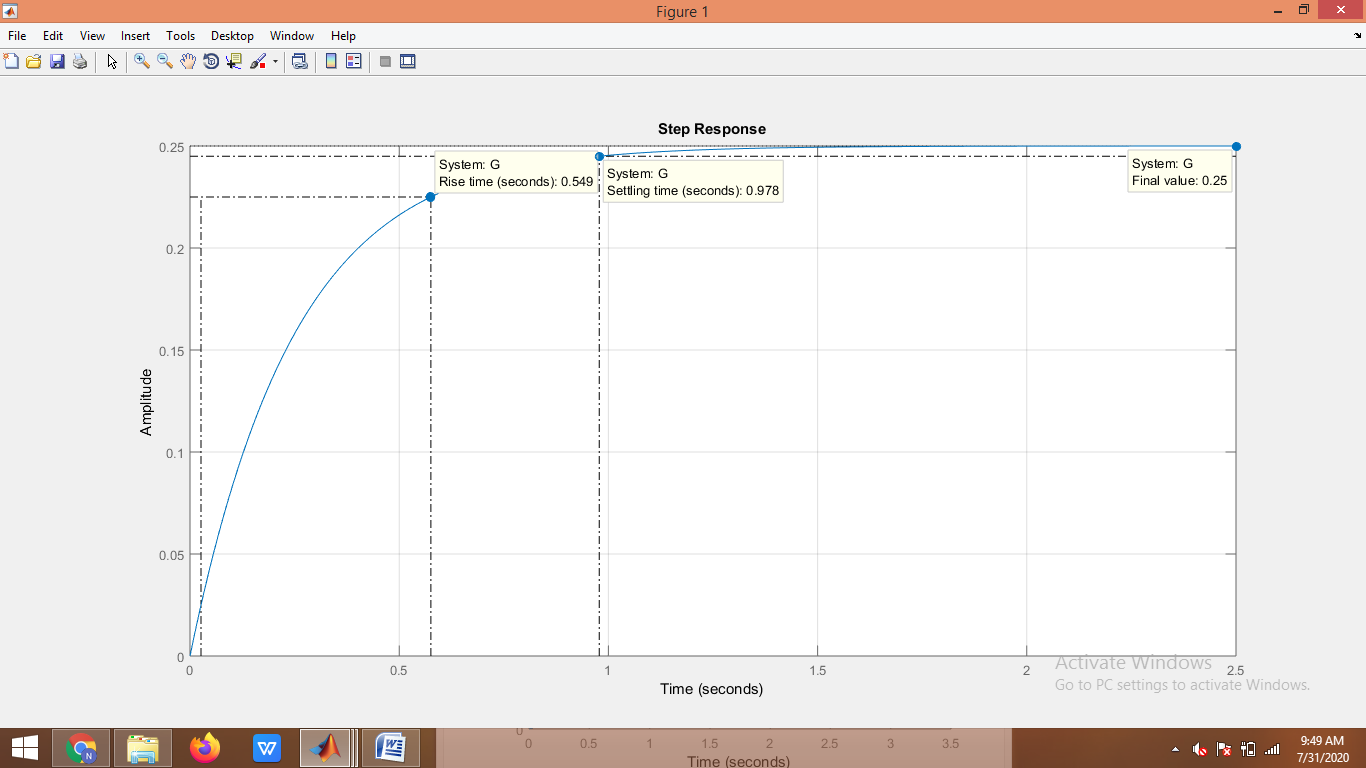 Figure 1
File Edit View Insert Tools Desktop Window Help
Step Response
0.25
0.2
0.15
0.1
0.05
0
Amplitude
System: G
Rise time (seconds): 0.549
System: G
Settling time (seconds): 0.978
System: G
Final value: 0.25
0 0.5 1 1.5 2 2.5
Time (seconds)
Activate Windows
Go to PC settings to activate Windows.
0
0 0.5 1 1.5 2 2.5 3 3.5
Time (seconds)
N
W
W
9:49 AM
7/31/2020